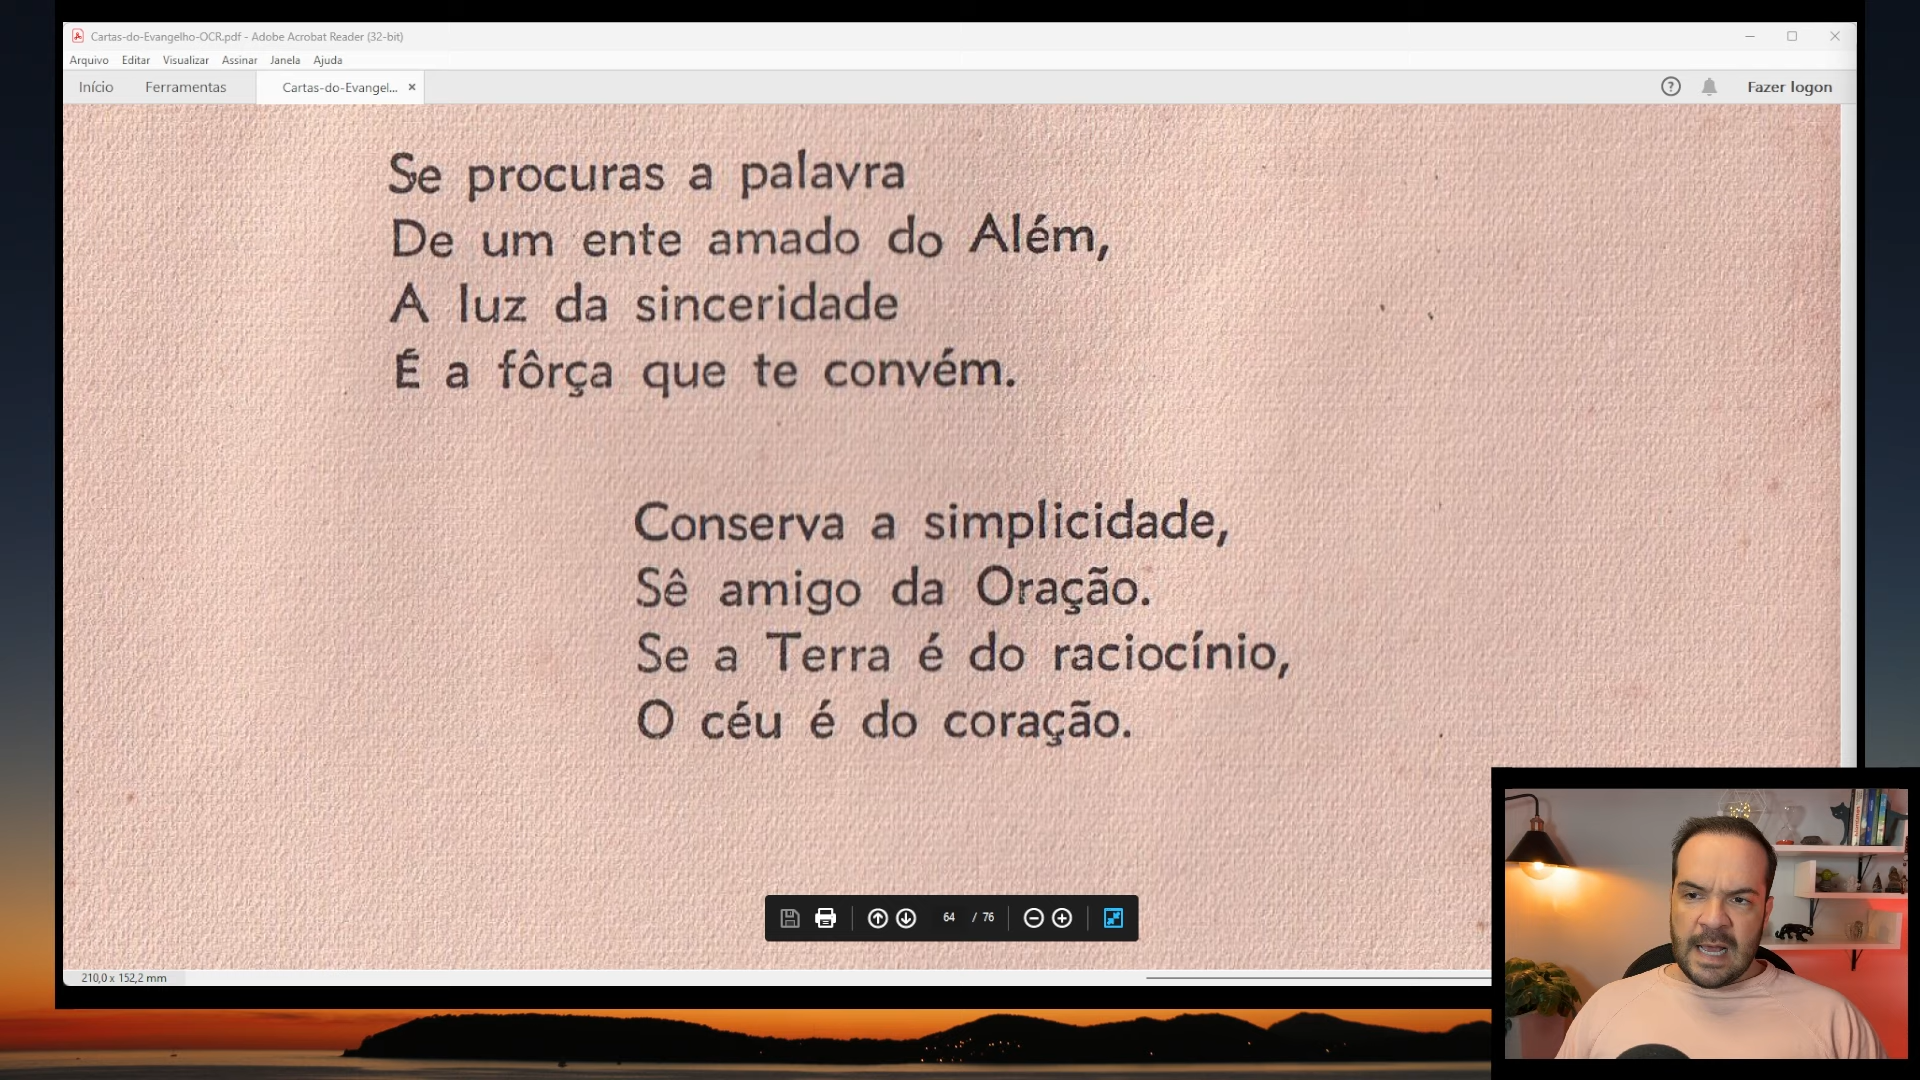 Cartas-do-Evangelho-OCR.pdf - Adobe Acrobat Reader (32-bit)
Arquivo Editar Visualizar Assinar Janela Ajuda
Início Ferramentas Cartas-do-Evangel... Fazer logon
Se procuras a palavra
De um ente amado do Além,
A luz da sinceridade
É a fôrça que te convém.
Conserva a simplicidade,
Sê amigo da Oração.
Se a Terra é do raciocínio,
O céu é do coração.
64 / 76
210,0 x 152,2 mm